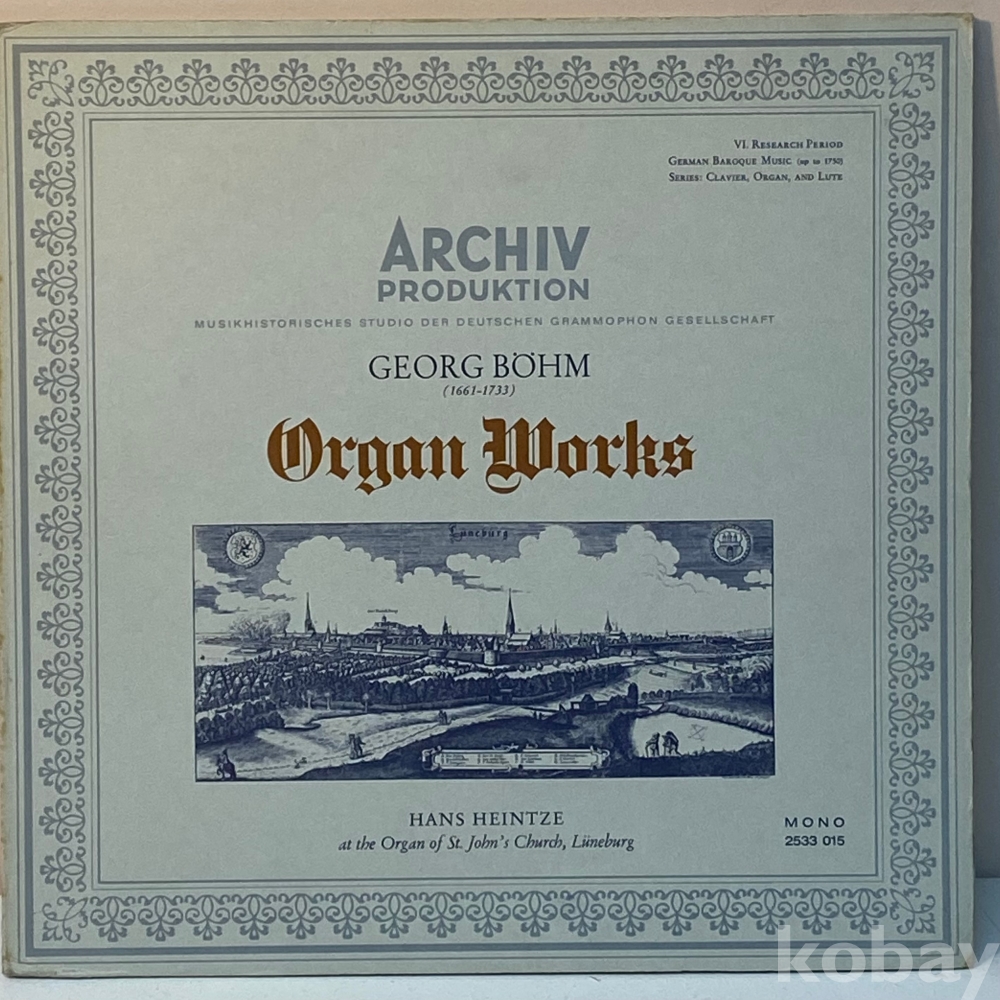 VI. RESEARCH PERIOD
GERMAN BAROQUE MUSIC (up to 1750)
SERIES: CLAVIER, ORGAN, AND LUTE
ARCHIV
PRODUKTION
MUSIKHISTORISCHES STUDIO DER DEUTSCHEN GRAMMOPHON GESELLSCHAFT
GEORG BÖHM
(1661-1733)
Organ Works
Lüneburg
HANS HEINTZE
at the Organ of St. John's Church, Lüneburg
MONO
2533 015
kobay